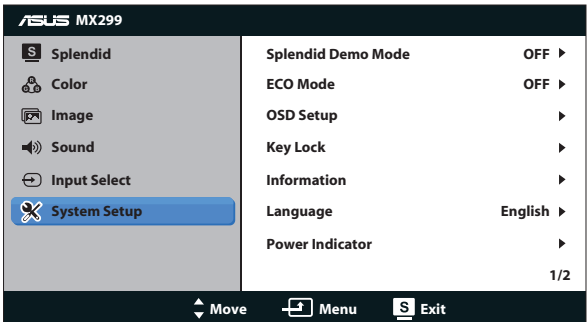 ASUS MX299
S Splendid
Color
Image
Sound
Input Select
System Setup
Splendid Demo Mode OFF
ECO Mode OFF
OSD Setup
Key Lock
Information
Language English
Power Indicator
1/2
Move Menu S Exit